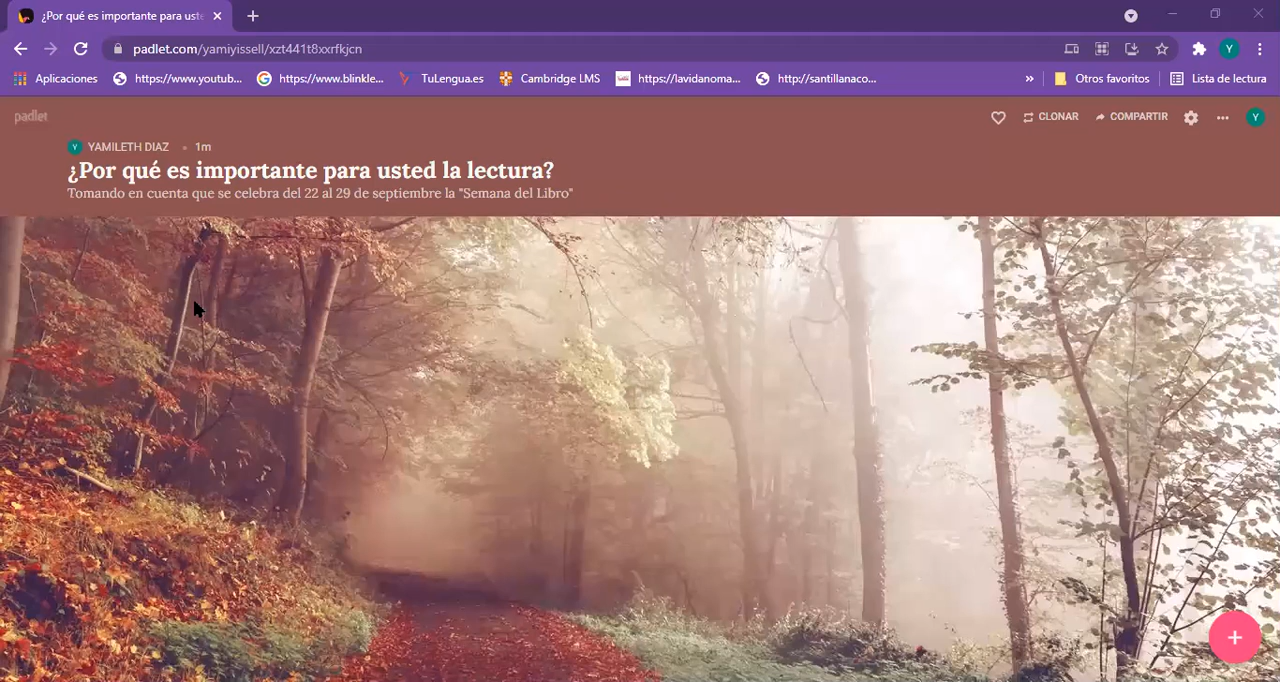 ¿Por qué es importante para uste
padlet.com/yamiyissell/xzt441t8xxrfkjcn
Y
Aplicaciones
https://www.youtub...
https://www.blinkle...
TuLengua.es
Cambridge LMS
https://lavidanoma...
http://santillanaco...
»
Otros favoritos
Lista de lectura
padlet
CLONAR
COMPARTIR
Y
Y YAMILETH DIAZ • 1m
¿Por qué es importante para usted la lectura?
Tomando en cuenta que se celebra del 22 al 29 de septiembre la "Semana del Libro"